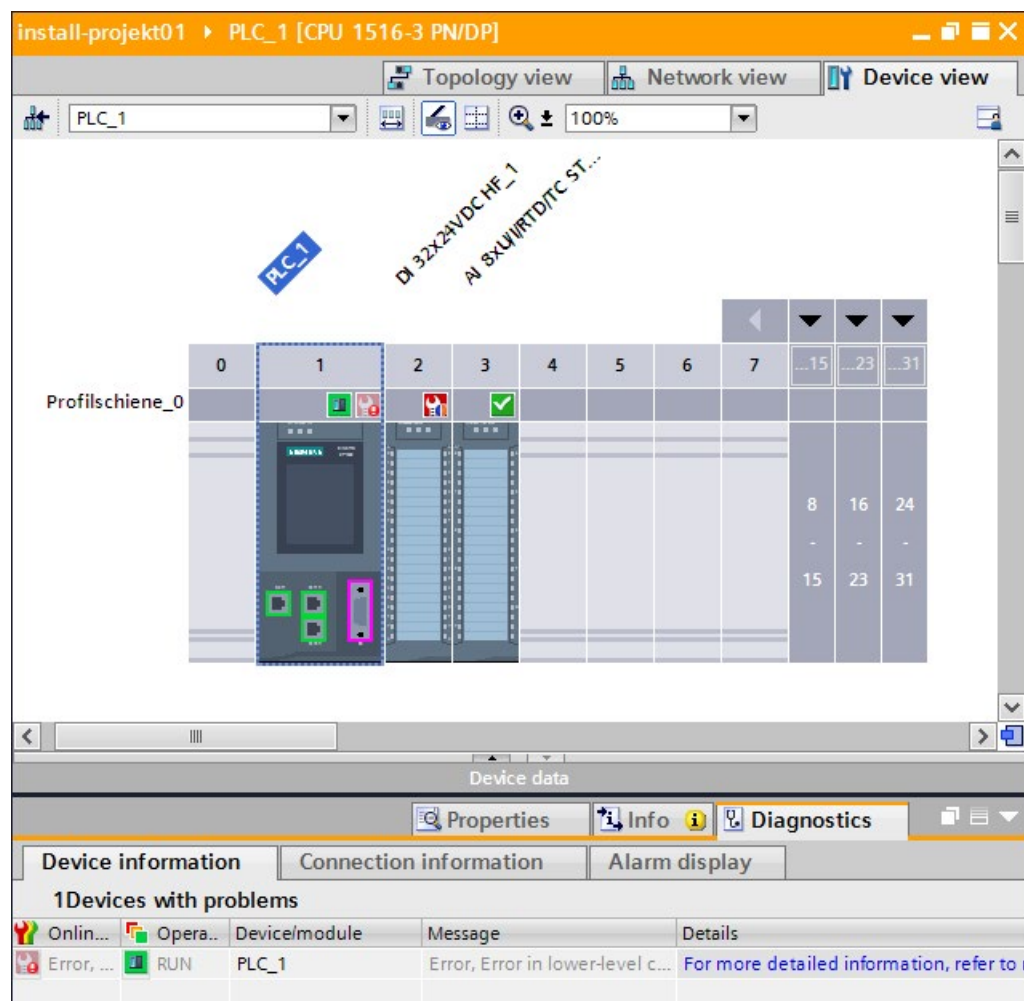 install-projekt01 ▸ PLC_1 [CPU 1516-3 PN/DP]
Topology view Network view Device view
PLC_1 100%
PLC_1
DI 32x24VDC HF_1
AI 8xU/I/RTD/TC ST...
0 1 2 3 4 5 6 7 ...15 ...23 ...31
Profilschiene_0
SIEMENS
8 16 24
- - -
15 23 31
Device data
Properties Info Diagnostics
Device information Connection information Alarm display
1Devices with problems
Onlin... Opera.. Device/module Message Details
Error, ... RUN PLC_1 Error, Error in lower-level c... For more detailed information, refer to